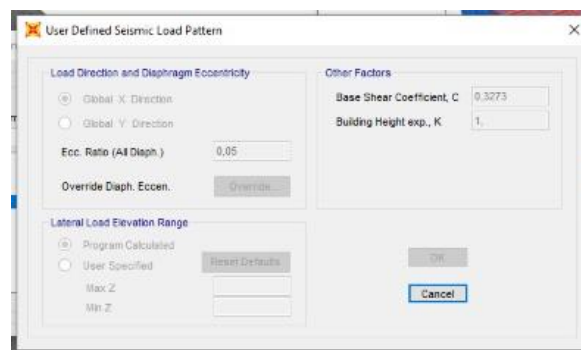 User Defined Seismic Load Pattern
Load Direction and Diaphragm Eccentricity
Global X Direction
Global Y Direction
Ecc. Ratio (All Diaph.) 0,05
Override Diaph. Eccen. Override...
Other Factors
Base Shear Coefficient, C 0,3273
Building Height exp., K 1,
Lateral Load Elevation Range
Program Calculated
User Specified Reset Defaults
Max Z
Min Z
OK
Cancel